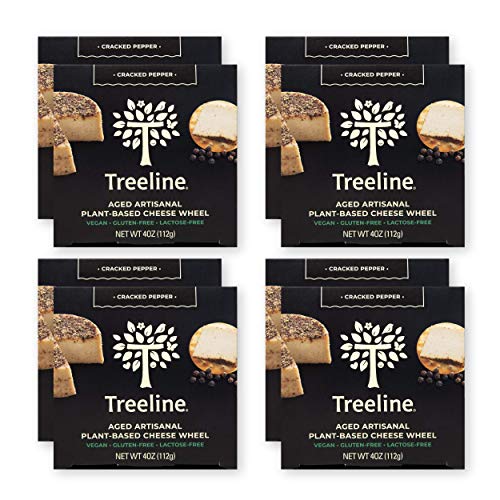 • CRACKED PEPPER •
• CRACKED PEPPER •
Treeline®
AGED ARTISANAL
PLANT-BASED CHEESE WHEEL
VEGAN - GLUTEN-FREE - LACTOSE-FREE
NET WT 4OZ (112g)
• CRACKED PEPPER •
• CRACKED PEPPER •
Treeline®
AGED ARTISANAL
PLANT-BASED CHEESE WHEEL
VEGAN - GLUTEN-FREE - LACTOSE-FREE
NET WT 4OZ (112g)
• CRACKED PEPPER •
• CRACKED PEPPER •
Treeline®
AGED ARTISANAL
PLANT-BASED CHEESE WHEEL
VEGAN - GLUTEN-FREE - LACTOSE-FREE
NET WT 4OZ (112g)
• CRACKED PEPPER •
• CRACKED PEPPER •
Treeline®
AGED ARTISANAL
PLANT-BASED CHEESE WHEEL
VEGAN - GLUTEN-FREE - LACTOSE-FREE
NET WT 4OZ (112g)